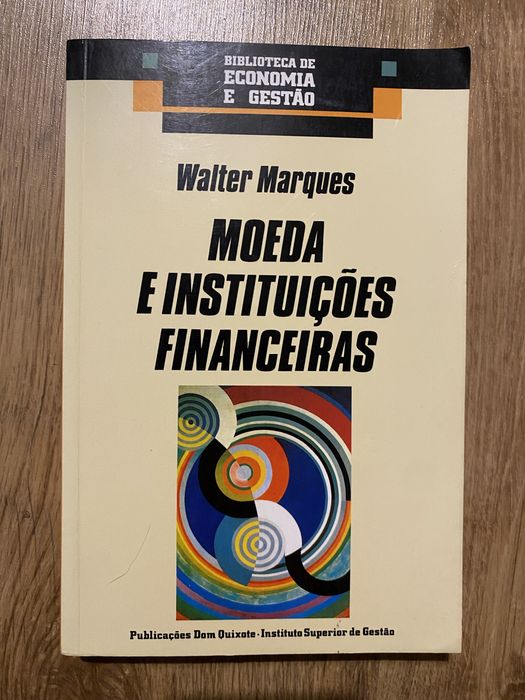 BIBLIOTECA DE
ECONOMIA
E GESTÃO
Walter Marques
MOEDA
E INSTITUIÇÕES
FINANCEIRAS
Publicações Dom Quixote · Instituto Superior de Gestão